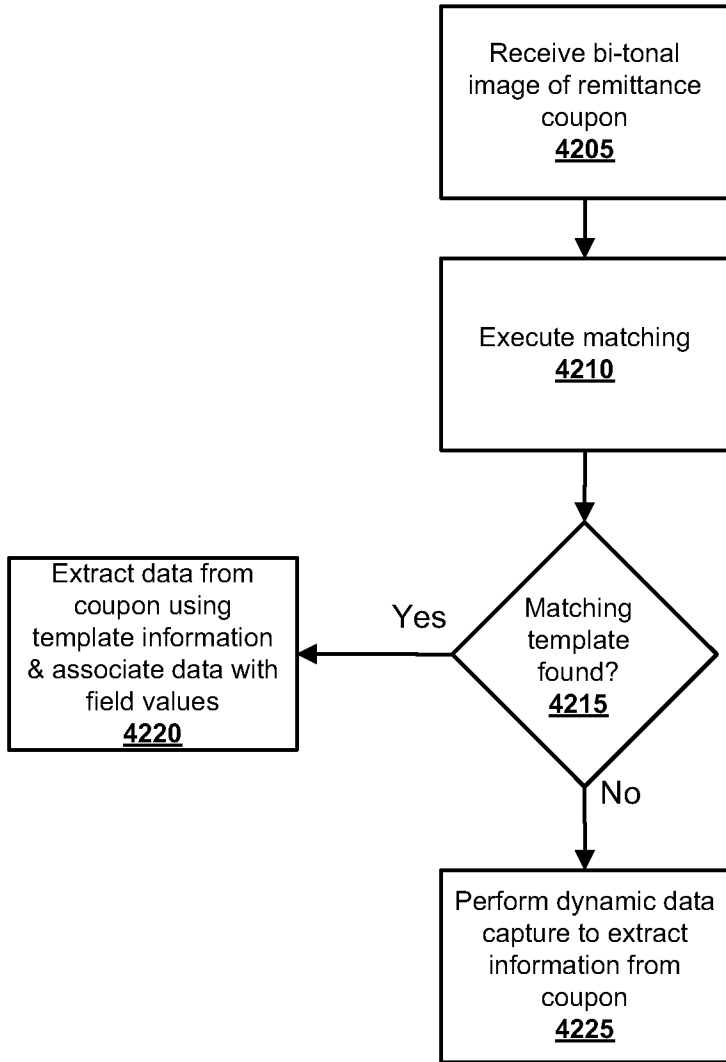 Receive bi-tonal
image of remittance
coupon
4205
Execute matching
4210
Matching
template
found?
4215
Yes
Extract data from
coupon using
template information
& associate data with
field values
4220
No
Perform dynamic data
capture to extract
information from
coupon
4225